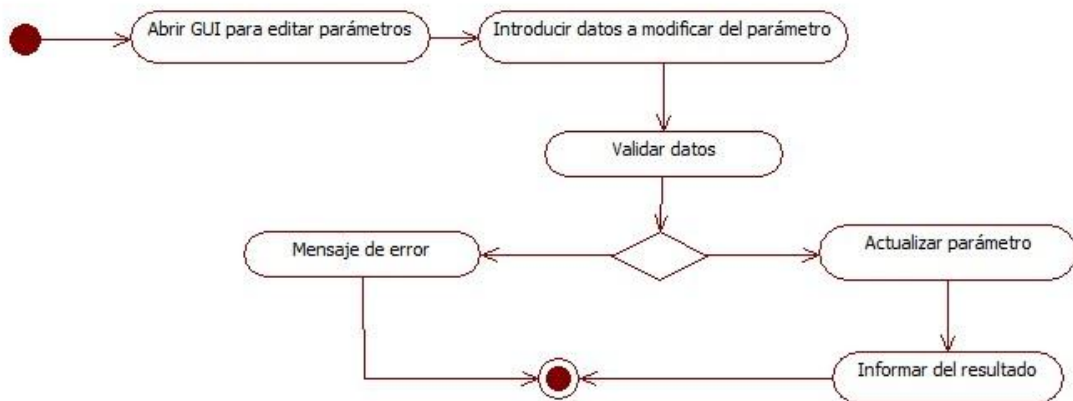 Abrir GUI para editar parámetros
Introducir datos a modificar del parámetro
Validar datos
Mensaje de error
Actualizar parámetro
Informar del resultado